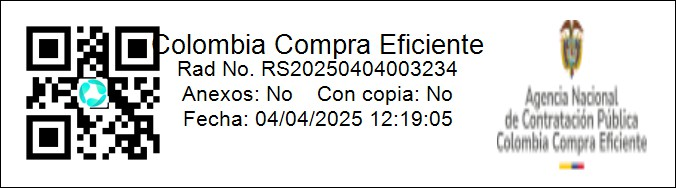 Colombia Compra Eficiente
Rad No. RS20250404003234
Anexos: No Con copia: No
Fecha: 04/04/2025 12:19:05
Agencia Nacional
de Contratación Pública
Colombia Compra Eficiente